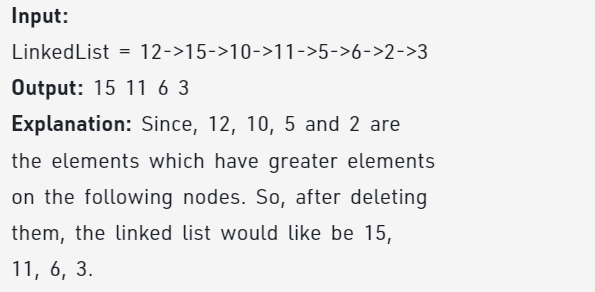 Input:
LinkedList = 12->15->10->11->5->6->2->3
Output: 15 11 6 3
Explanation: Since, 12, 10, 5 and 2 are
the elements which have greater elements
on the following nodes. So, after deleting
them, the linked list would like be 15,
11, 6, 3.